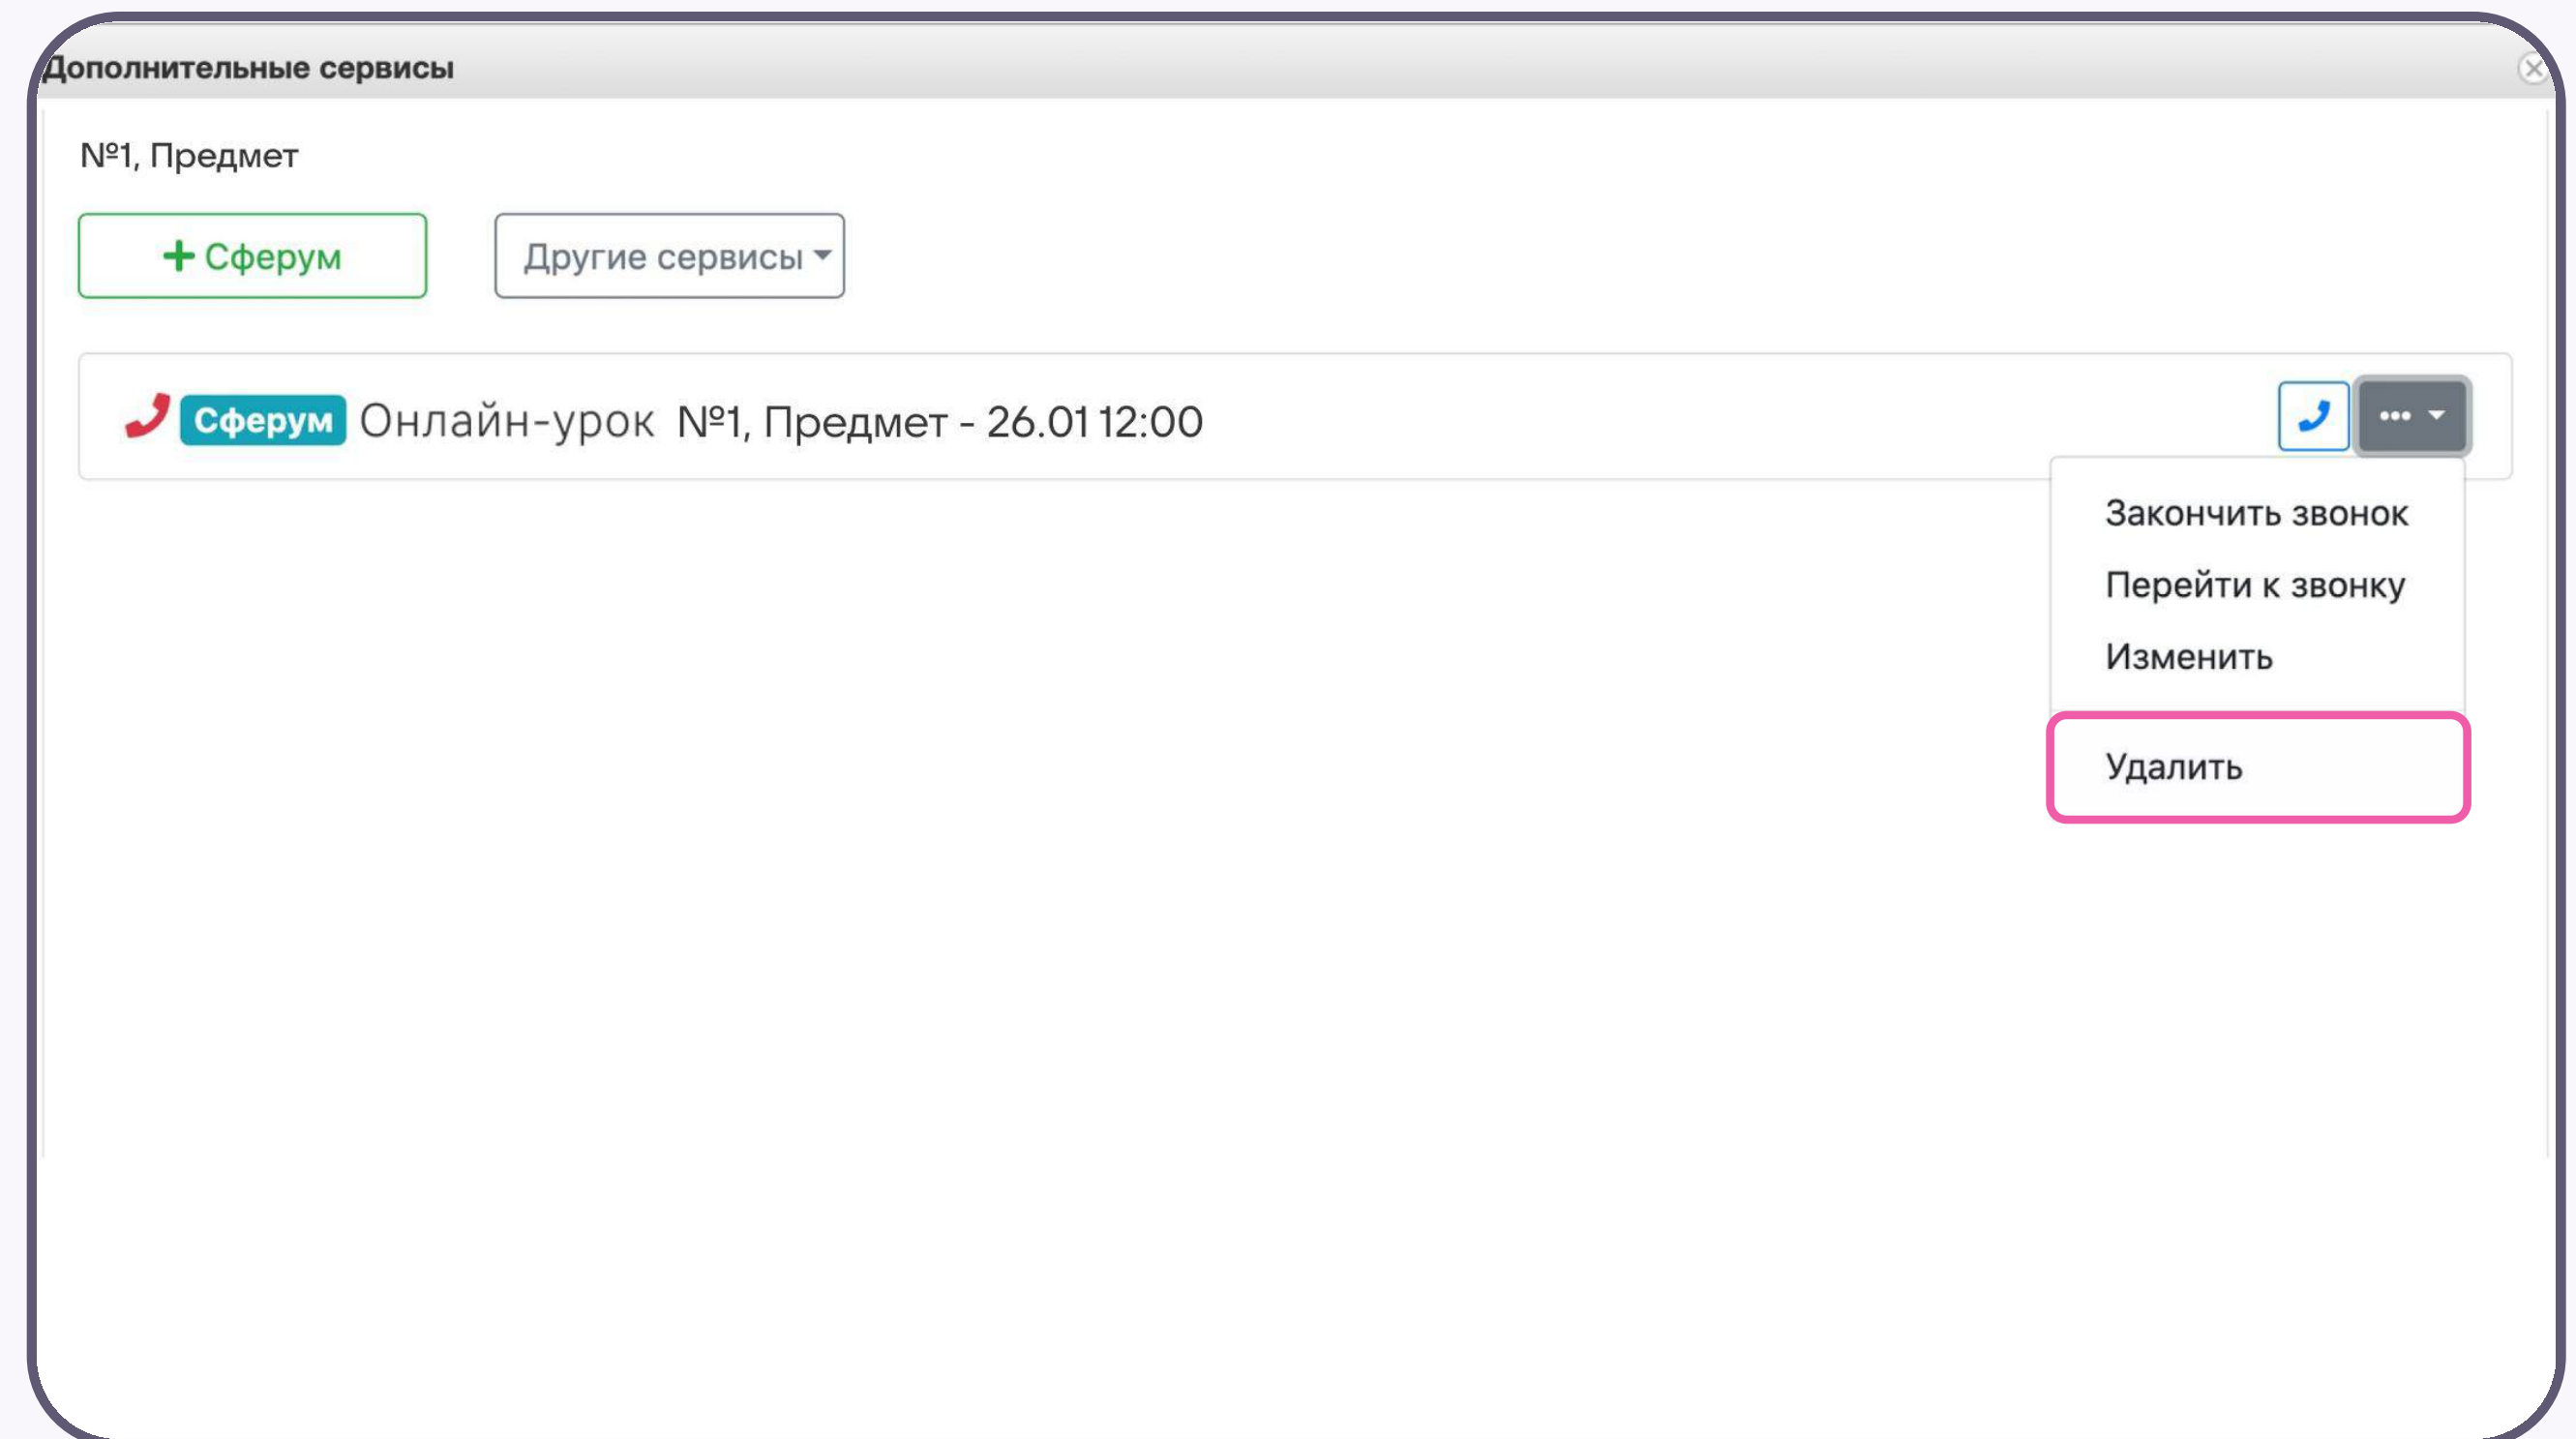 Дополнительные сервисы
№1, Предмет
+ Сферум
Другие сервисы
Сферум Онлайн-урок №1, Предмет - 26.01 12:00
Закончить звонок
Перейти к звонку
Изменить
Удалить